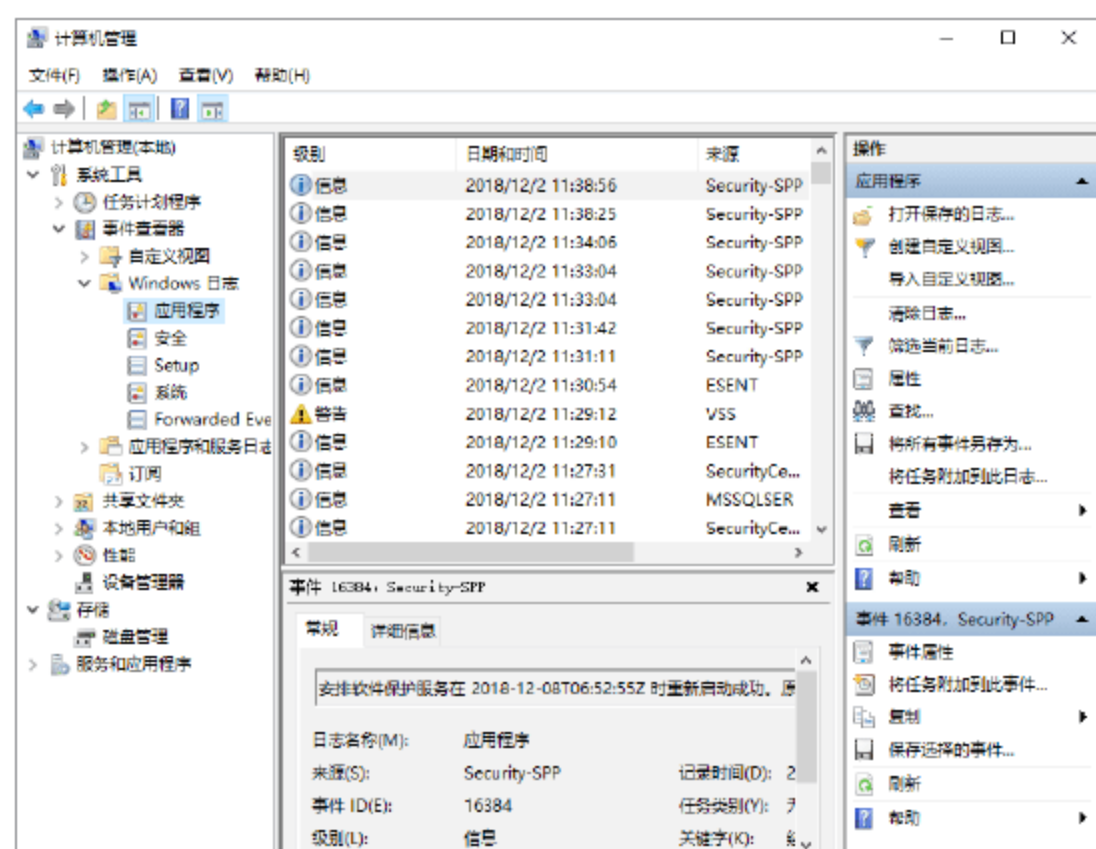 计算机管理
文件(F) 操作(A) 查看(V) 帮助(H)
计算机管理(本地)
系统工具
任务计划程序
事件查看器
自定义视图
Windows 日志
应用程序
安全
Setup
系统
Forwarded Eve
应用程序和服务日志
订阅
共享文件夹
本地用户和组
性能
设备管理器
存储
磁盘管理
服务和应用程序
级别 日期和时间 来源
信息 2018/12/2 11:38:56 Security-SPP
信息 2018/12/2 11:38:25 Security-SPP
信息 2018/12/2 11:34:06 Security-SPP
信息 2018/12/2 11:33:04 Security-SPP
信息 2018/12/2 11:33:04 Security-SPP
信息 2018/12/2 11:31:42 Security-SPP
信息 2018/12/2 11:31:11 Security-SPP
信息 2018/12/2 11:30:54 ESENT
警告 2018/12/2 11:29:12 VSS
信息 2018/12/2 11:29:10 ESENT
信息 2018/12/2 11:27:31 SecurityCe...
信息 2018/12/2 11:27:11 MSSQLSER
信息 2018/12/2 11:27:11 SecurityCe...
事件 16384，Security-SPP
常规 详细信息
安排软件保护服务在 2018-12-08T06:52:55Z 时重新启动成功。原
日志名称(M): 应用程序
来源(S): Security-SPP 记录时间(D): 2
事件 ID(E): 16384 任务类别(Y):
级别(L): 信息 关键字(K):
操作
应用程序
打开保存的日志...
创建自定义视图...
导入自定义视图...
清除日志...
筛选当前日志...
属性
查找...
将所有事件另存为...
将任务附加到此日志...
查看
刷新
帮助
事件 16384，Security-SPP
事件属性
将任务附加到此事件...
复制
保存选择的事件...
刷新
帮助